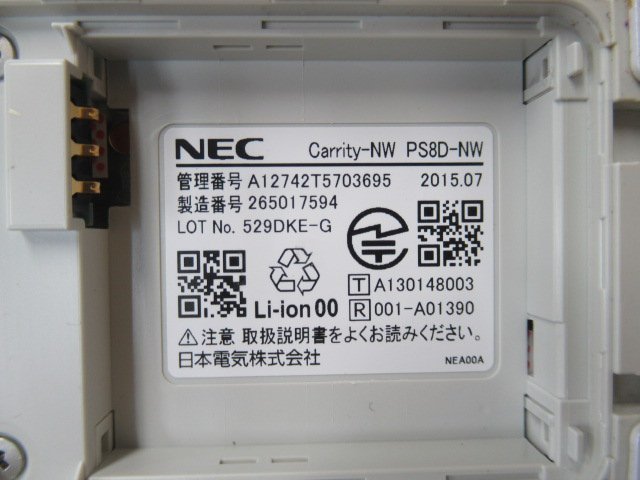 NEC Carrity-NW PS8D-NW
管理番号 A12742T5703695 2015.07
製造番号 265017594
LOT No. 529DKE-G
T A130148003
Li-ion 00 R 001-A01390
⚠注意 取扱説明書をよくお読みください。
日本電気株式会社 NEA00A